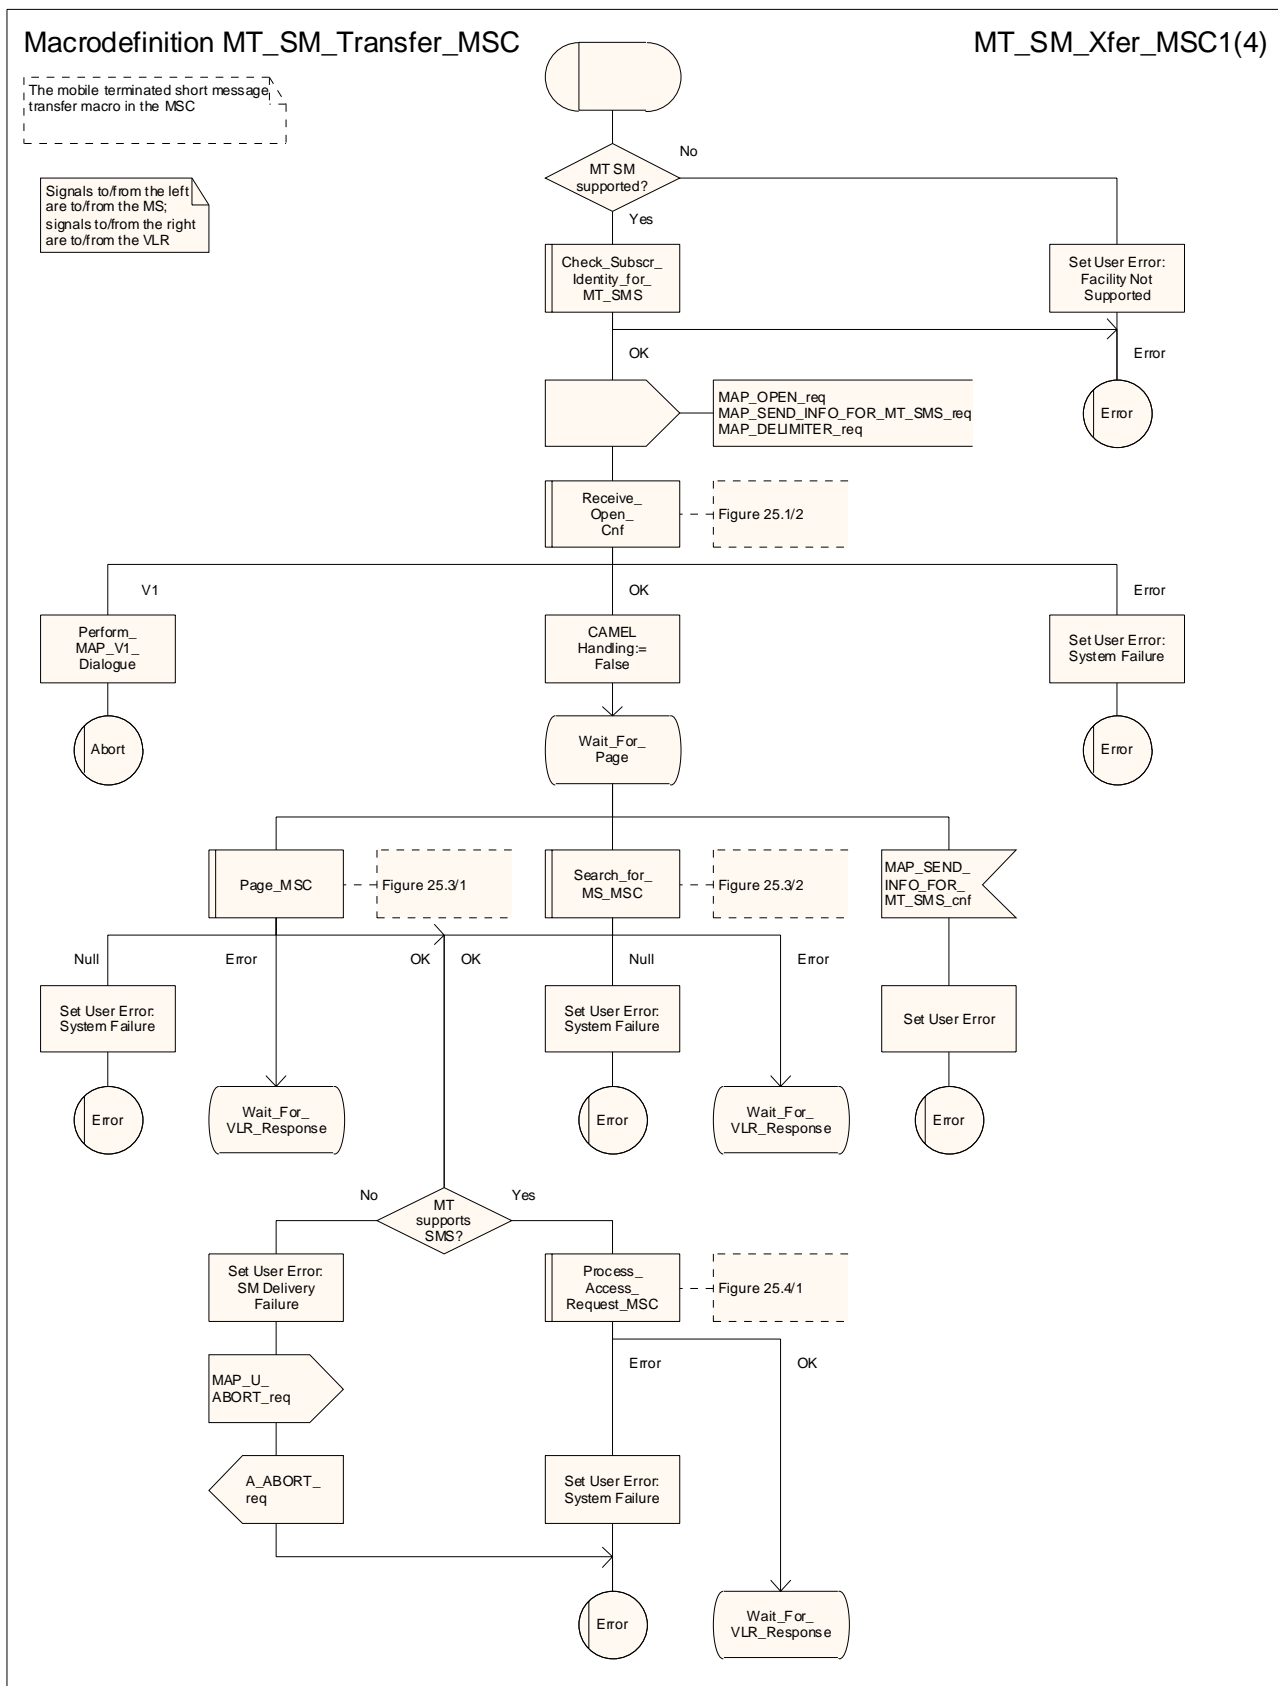 Macrodefinition MT_SM_Transfer_MSC
MT_SM_Xfer_MSC1(4)
The mobile terminated short message
transfer macro in the MSC
Signals to/from the left
are to/from the MS;
signals to/from the right
are to/from the VLR
MT SM
supported?
No
Yes
Check_Subscr_
Identity_for_
MT_SMS
Set User Error:
Facility Not
Supported
OK
Error
MAP_OPEN_req
MAP_SEND_INFO_FOR_MT_SMS_req
MAP_DELIMITER_req
Error
Receive_
Open_
Cnf
Figure 25.1/2
V1
OK
Error
Perform_
MAP_V1_
Dialogue
CAMEL
Handling:=
False
Set User Error:
System Failure
Abort
Wait_For_
Page
Error
Page_MSC
Figure 25.3/1
Search_for_
MS_MSC
Figure 25.3/2
MAP_SEND_
INFO_FOR_
MT_SMS_cnf
Null
Error
OK
OK
Null
Error
Set User Error:
System Failure
Set User Error:
System Failure
Set User Error
Error
Wait_For_
VLR_Response
Error
Wait_For_
VLR_Response
Error
No
MT
supports
SMS?
Yes
Set User Error:
SM Delivery
Failure
Process_
Access_
Request_MSC
Figure 25.4/1
MAP_U_
ABORT_req
Error
OK
A_ABORT_
req
Set User Error:
System Failure
Error
Wait_For_
VLR_Response